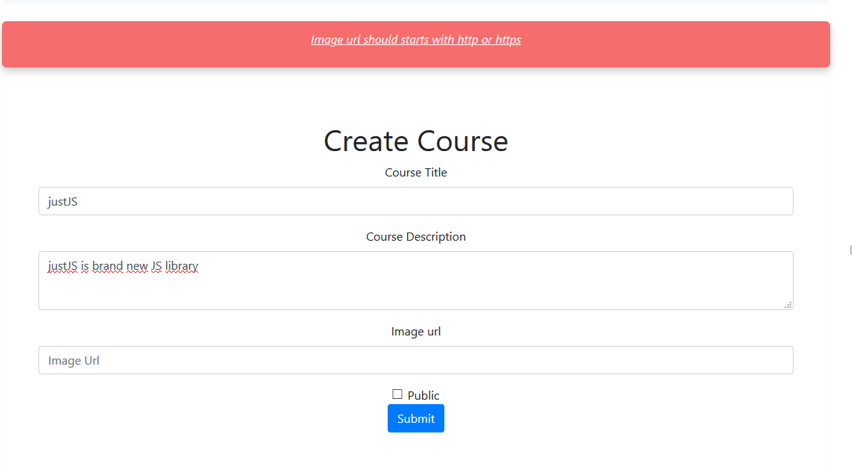 Image url should starts with http or https
Create Course
Course Title
justJS
Course Description
justJS is brand new JS library
Image url
Image Url
Public
Submit